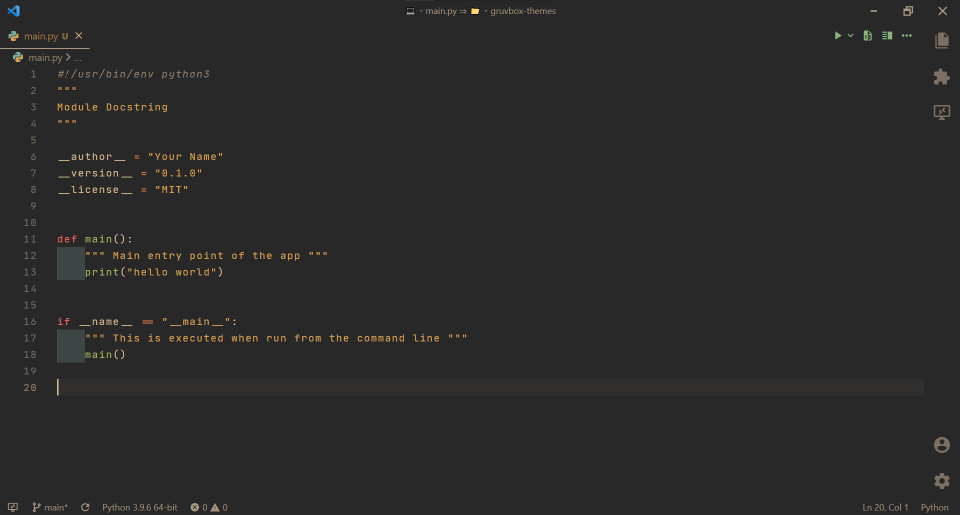 - main.py ⇒ - gruvbox-themes
main.py U
main.py > ...
1 #!/usr/bin/env python3
2 """
3 Module Docstring
4 """
5
6 __author__ = "Your Name"
7 __version__ = "0.1.0"
8 __license__ = "MIT"
9
10
11 def main():
12 """ Main entry point of the app """
13 print("hello world")
14
15
16 if __name__ == "__main__":
17 """ This is executed when run from the command line """
18 main()
19
20
main* Python 3.9.6 64-bit 0 0 Ln 20, Col 1 Python